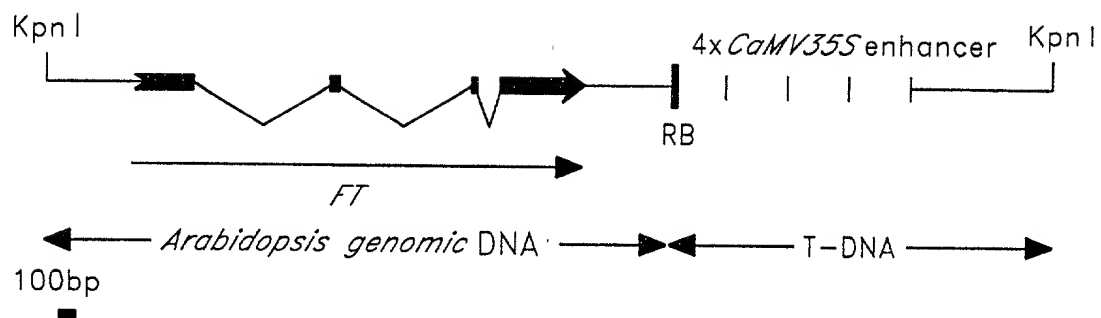 Kpn I
4x CaMV35S enhancer
Kpn I
RB
FT
Arabidopsis genomic DNA
T-DNA
100bp